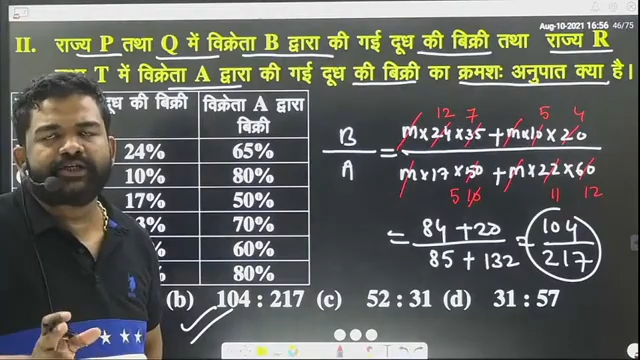 46/75
Aug-10-2021 16:56
II. राज्य P तथा Q में विक्रेता B द्वारा की गई दूध की बिक्री तथा राज्य R
T में विक्रेता A द्वारा की गई दूध की बिक्री का क्रमशः अनुपात क्या है।
दूध की बिक्री विक्रेता A द्वारा बिक्री
24% 65%
10% 80%
17% 50%
3% 70%
% 60%
% 80%
12 7 5 4
B/A = m×24×35 + m×10×20
m×17×50 + m×22×60
5 10 11 12
= 84 + 20 / 85 + 132 = 104/217
(b) 104 : 217 (c) 52 : 31 (d) 31 : 57